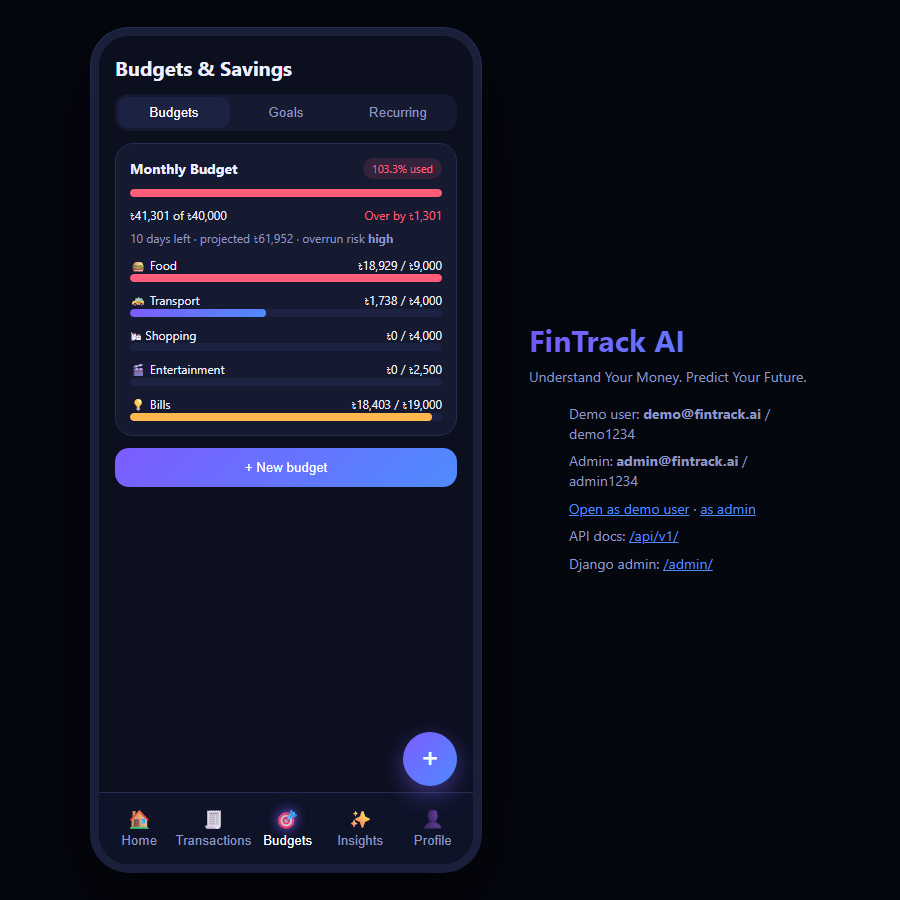 Budgets & Savings
Budgets Goals Recurring
Monthly Budget 103.3% used
৳41,301 of ৳40,000 Over by ৳1,301
10 days left · projected ৳61,952 · overrun risk high
Food ৳18,929 / ৳9,000
Transport ৳1,738 / ৳4,000
Shopping ৳0 / ৳4,000
Entertainment ৳0 / ৳2,500
Bills ৳18,403 / ৳19,000
+ New budget
+
Home Transactions Budgets Insights Profile
FinTrack AI
Understand Your Money. Predict Your Future.
Demo user: demo@fintrack.ai /
demo1234
Admin: admin@fintrack.ai /
admin1234
Open as demo user · as admin
API docs: /api/v1/
Django admin: /admin/